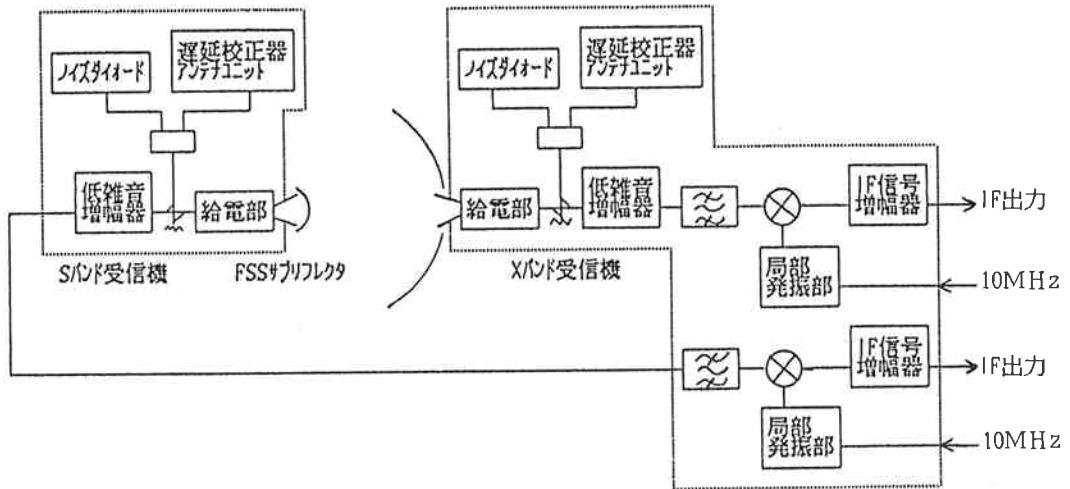 ノイズダイオード
遅延校正器
アンテナユニット
低雑音
増幅器
給電部
Sバンド受信機
FSSサブリフレクタ
ノイズダイオード
遅延校正器
アンテナユニット
給電部
低雑音
増幅器
Xバンド受信機
IF信号
増幅器
IF出力
局部
発振部
10MHz
IF信号
増幅器
IF出力
局部
発振部
10MHz